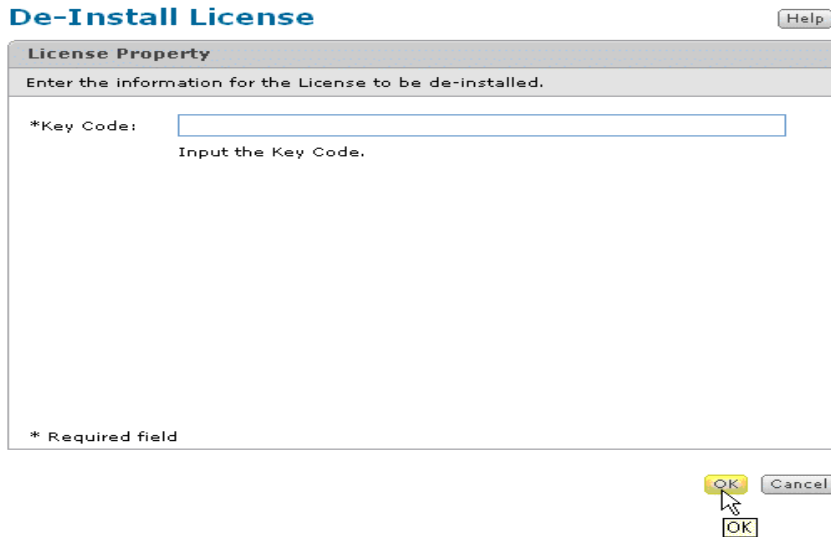 De-Install License
Help
License Property
Enter the information for the License to be de-installed.
*Key Code:
Input the Key Code.
* Required field
OK
Cancel
OK